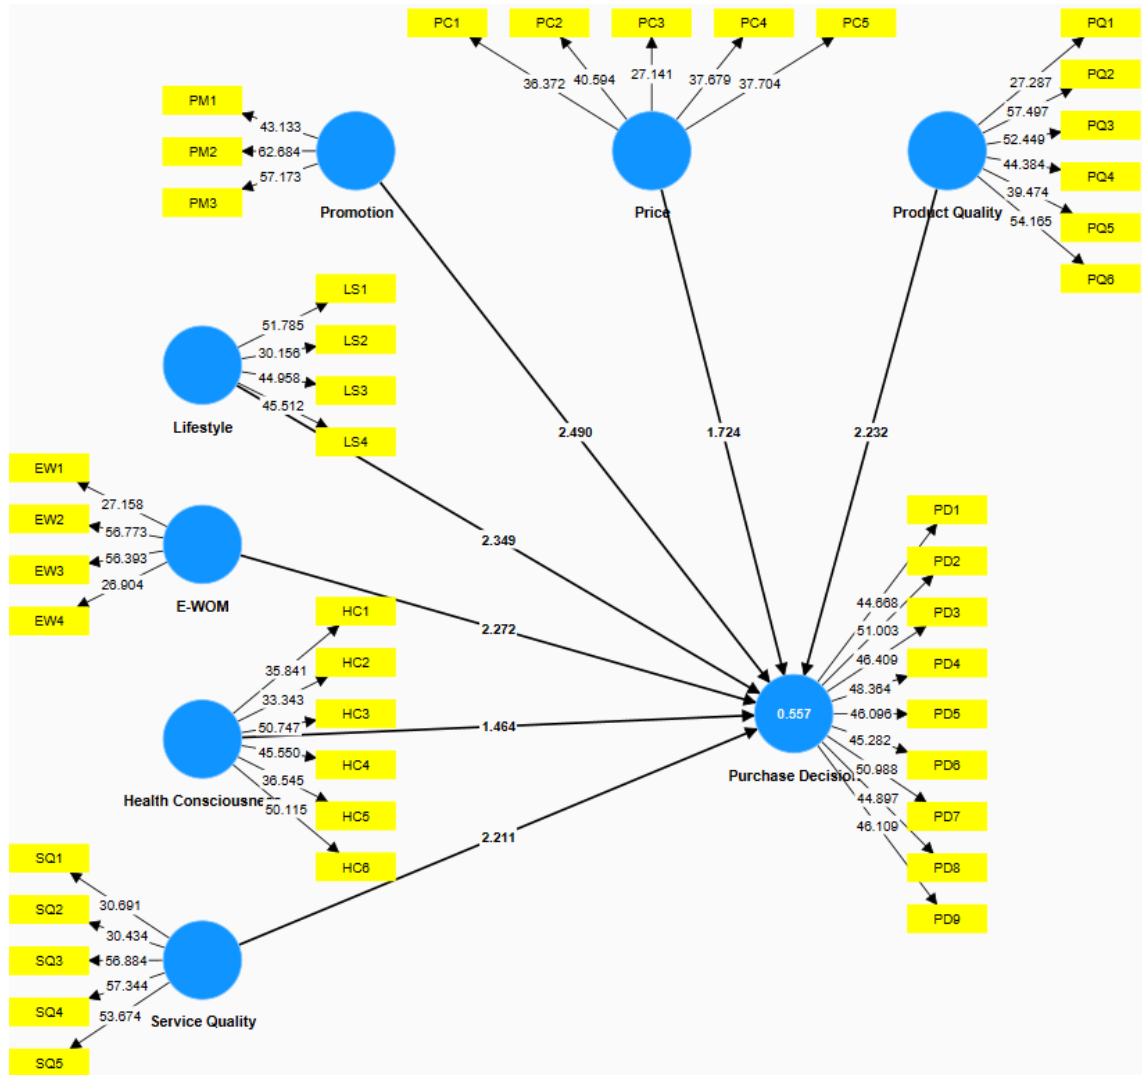 PC1
PC2
PC3
PC4
PC5
36.372
40.594
27.141
37.679
37.704
Price
PQ1
PQ2
PQ3
PQ4
PQ5
PQ6
27.287
57.497
52.449
44.384
39.474
54.165
Product Quality
PM1
PM2
PM3
43.133
62.684
57.173
Promotion
LS1
LS2
LS3
LS4
51.785
30.156
44.958
45.512
Lifestyle
2.490
1.724
2.232
EW1
EW2
EW3
EW4
27.158
56.773
56.393
26.904
E-WOM
2.349
2.272
HC1
HC2
HC3
HC4
HC5
HC6
35.841
33.343
50.747
45.550
36.545
50.115
Health Consciousne
1.464
2.211
SQ1
SQ2
SQ3
SQ4
SQ5
30.691
30.434
56.884
57.344
53.674
Service Quality
0.557
Purchase Decision
PD1
PD2
PD3
PD4
PD5
PD6
PD7
PD8
PD9
44.668
51.003
46.409
48.364
46.096
45.282
50.988
44.897
46.109